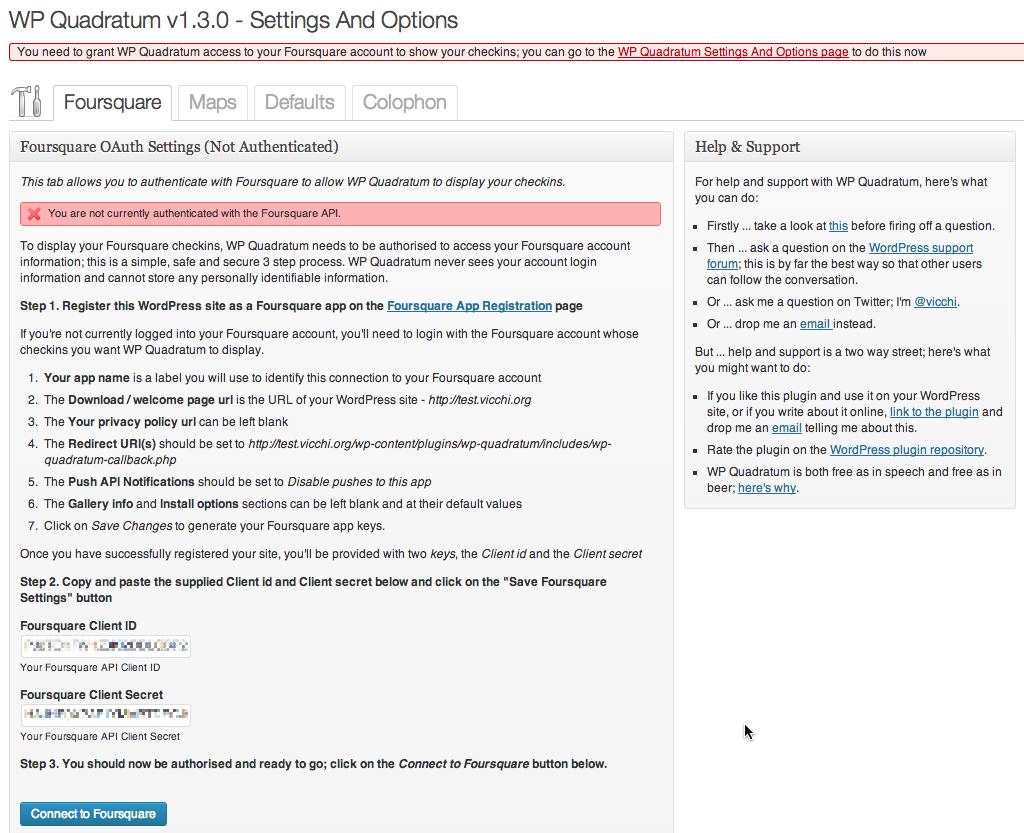 WP Quadratum v1.3.0 - Settings And Options
You need to grant WP Quadratum access to your Foursquare account to show your checkins; you can go to the WP Quadratum Settings And Options page to do this now
Foursquare
Maps
Defaults
Colophon
Foursquare OAuth Settings (Not Authenticated)
This tab allows you to authenticate with Foursquare to allow WP Quadratum to display your checkins.
You are not currently authenticated with the Foursquare API.
To display your Foursquare checkins, WP Quadratum needs to be authorised to access your Foursquare account
information; this is a simple, safe and secure 3 step process. WP Quadratum never sees your account login
information and cannot store any personally identifiable information.
Step 1. Register this WordPress site as a Foursquare app on the Foursquare App Registration page
If you're not currently logged into your Foursquare account, you'll need to login with the Foursquare account whose
checkins you want WP Quadratum to display.
1. Your app name is a label you will use to identify this connection to your Foursquare account
2. The Download / welcome page url is the URL of your WordPress site - http://test.vicchi.org
3. The Your privacy policy url can be left blank
4. The Redirect URI(s) should be set to http://test.vicchi.org/wp-content/plugins/wp-quadratum/includes/wp-
quadratum-callback.php
5. The Push API Notifications should be set to Disable pushes to this app
6. The Gallery info and Install options sections can be left blank and at their default values
7. Click on Save Changes to generate your Foursquare app keys.
Once you have successfully registered your site, you'll be provided with two keys, the Client id and the Client secret
Step 2. Copy and paste the supplied Client id and Client secret below and click on the "Save Foursquare
Settings" button
Foursquare Client ID
Your Foursquare API Client ID
Foursquare Client Secret
Your Foursquare API Client Secret
Step 3. You should now be authorised and ready to go; click on the Connect to Foursquare button below.
Connect to Foursquare
Help & Support
For help and support with WP Quadratum, here's what
you can do:
Firstly ... take a look at this before firing off a question.
Then ... ask a question on the WordPress support
forum; this is by far the best way so that other users
can follow the conversation.
Or ... ask me a question on Twitter; I'm @vicchi.
Or ... drop me an email instead.
But ... help and support is a two way street; here's what
you might want to do:
If you like this plugin and use it on your WordPress
site, or if you write about it online, link to the plugin and
drop me an email telling me about this.
Rate the plugin on the WordPress plugin repository.
WP Quadratum is both free as in speech and free as in
beer; here's why.